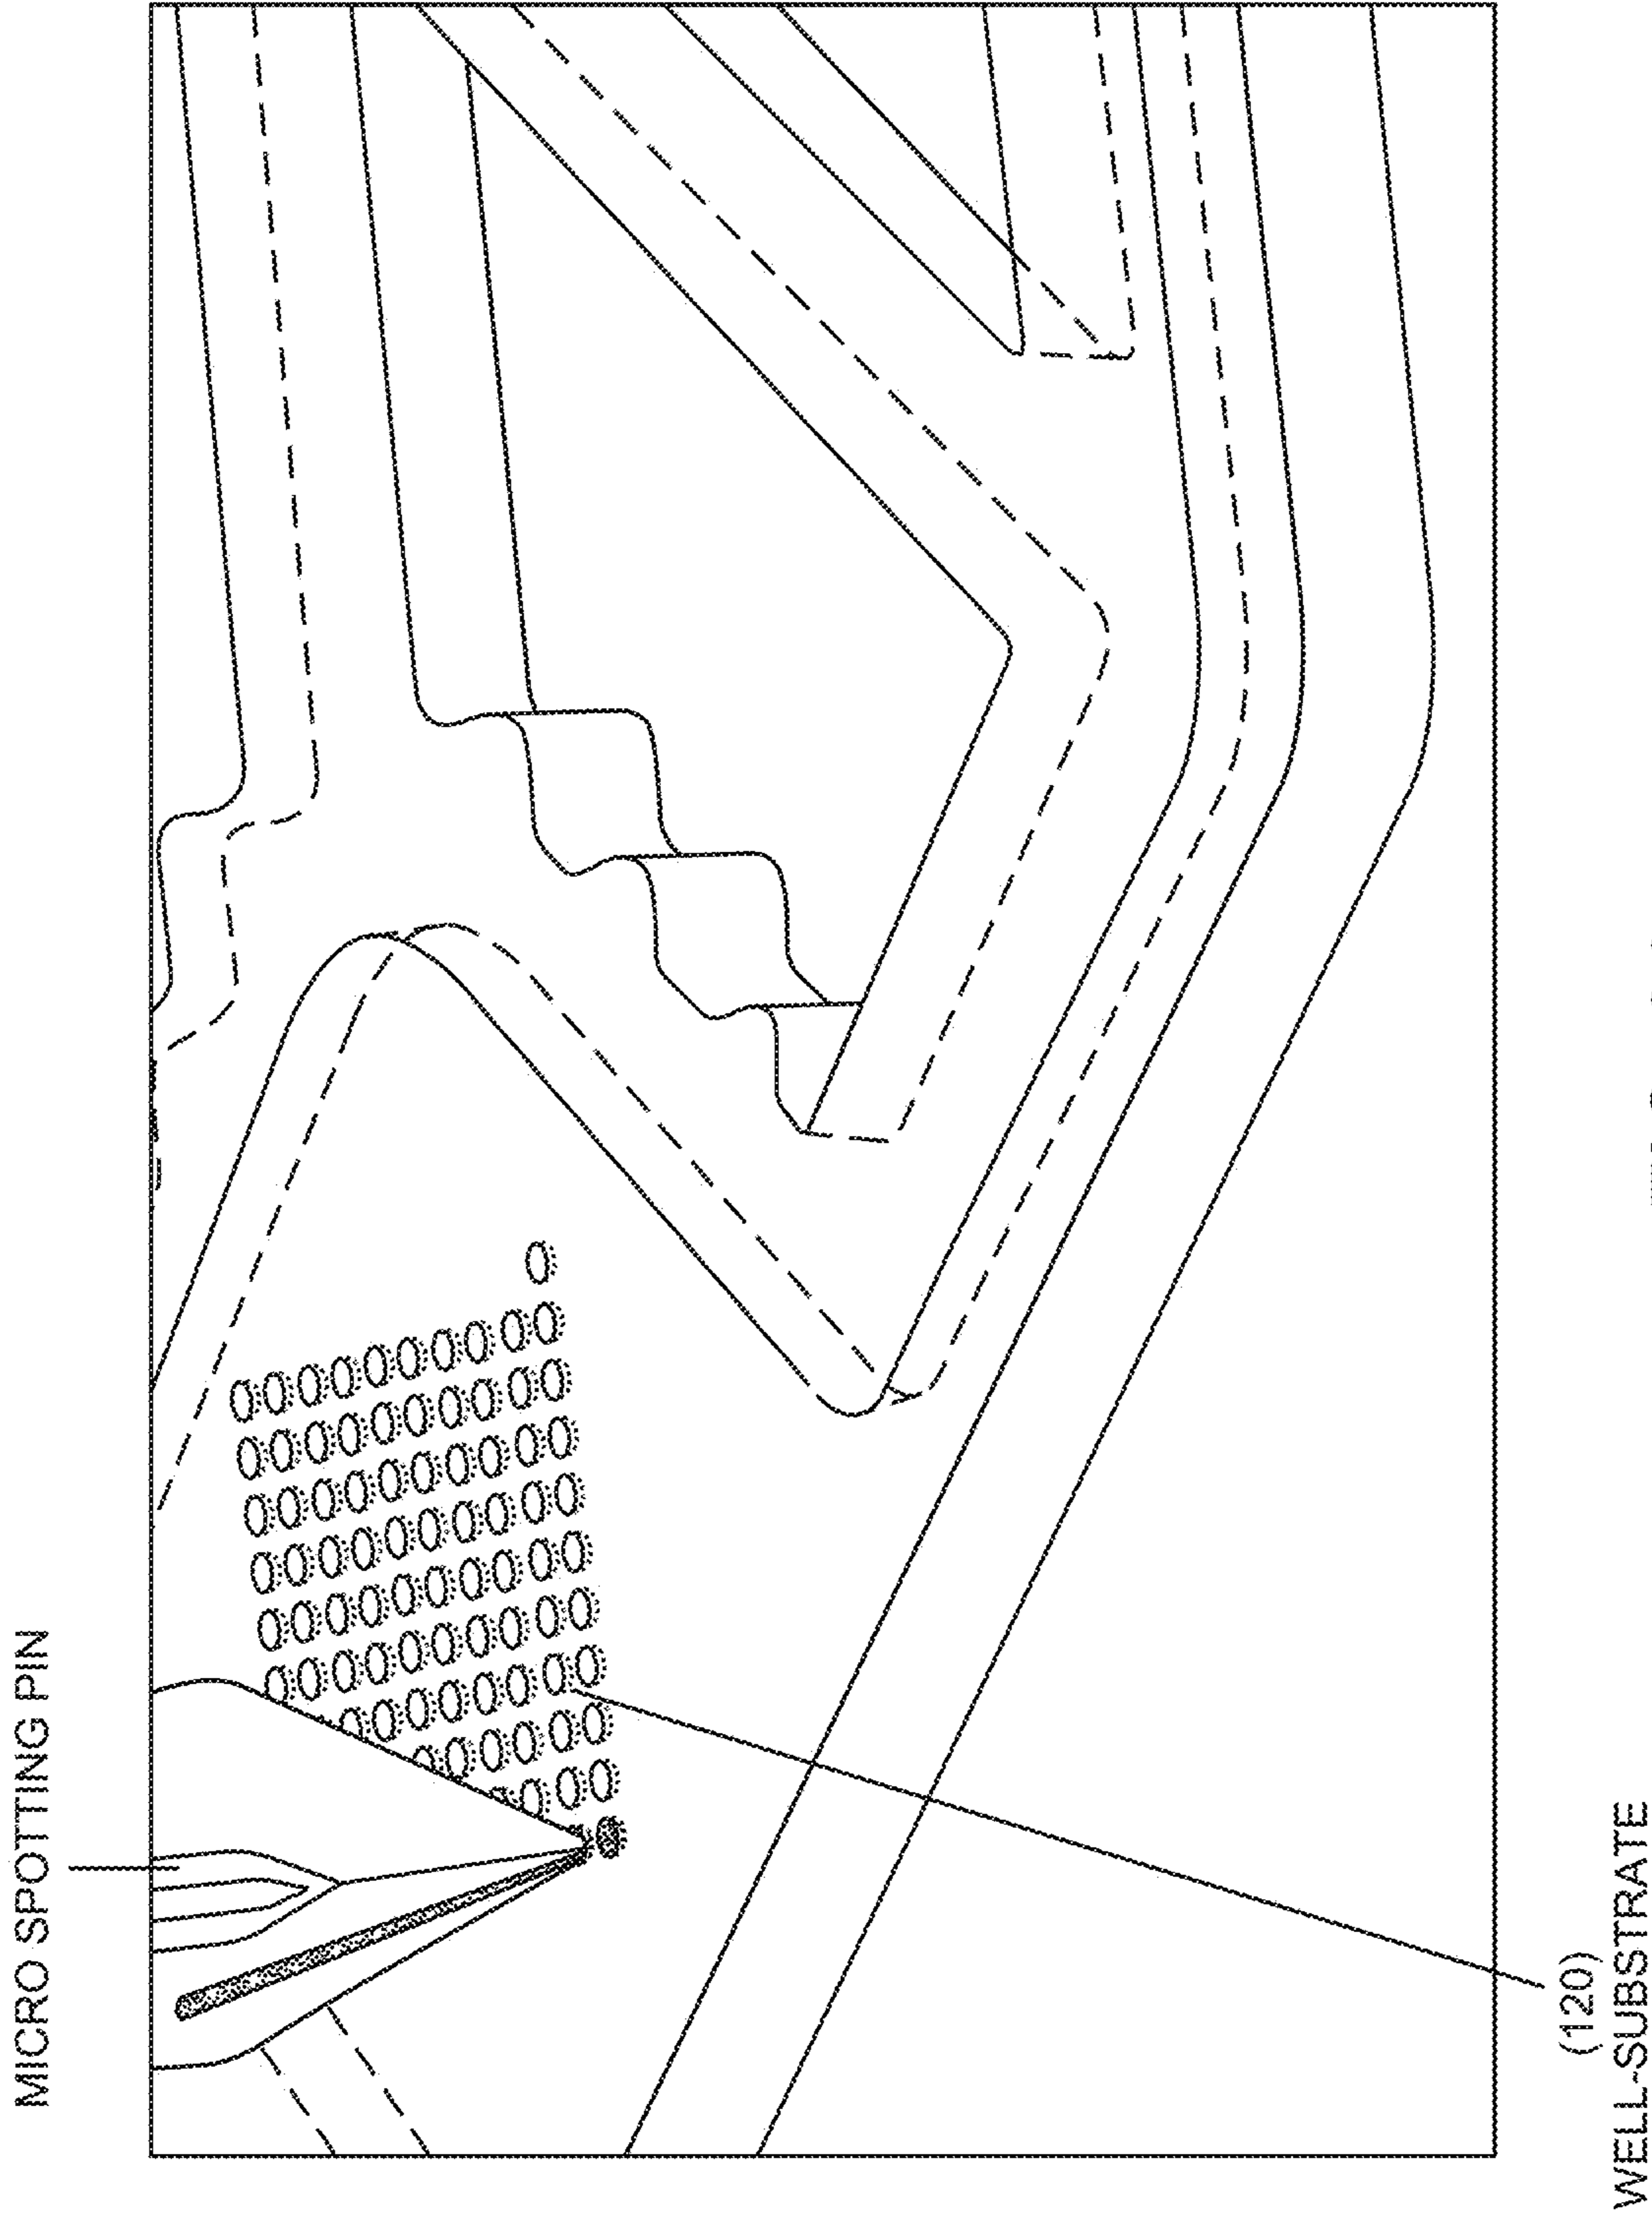 MICRO SPOTTING PIN
(120)
WELL-SUBSTRATE